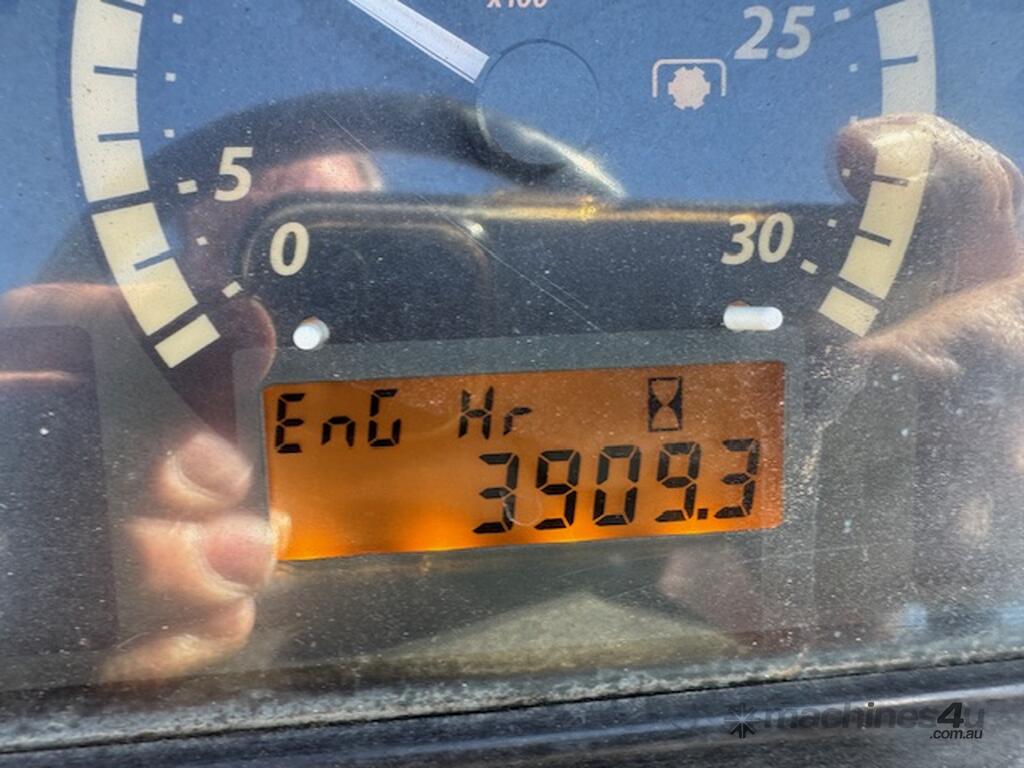 x100
25
5
0
30
EnG Hr
3909.3
machines4u
.com.au